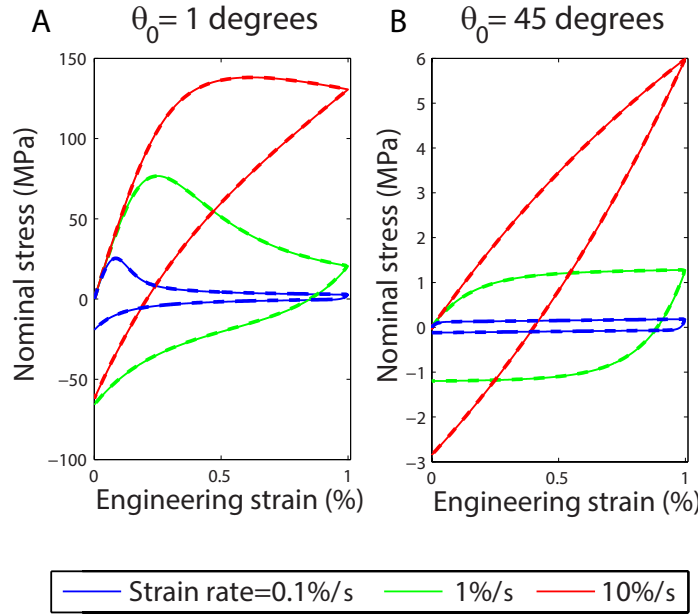 A
θ₀= 1 degrees
B
θ₀= 45 degrees
Nominal stress (MPa)
150
100
50
0
−50
−100
0
0.5
1
Engineering strain (%)
Nominal stress (MPa)
6
5
4
3
2
1
0
−1
−2
−3
0
0.5
1
Engineering strain (%)
Strain rate=0.1%/s 1%/s 10%/s